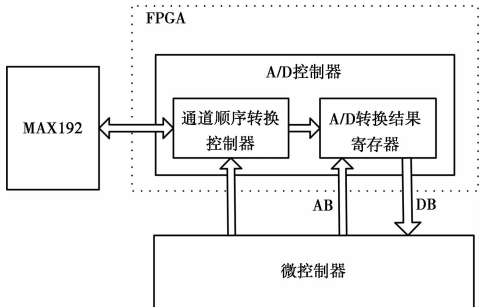 FPGA
A/D控制器
MAX192
通道顺序转换
控制器
A/D转换结果
寄存器
AB
DB
微控制器